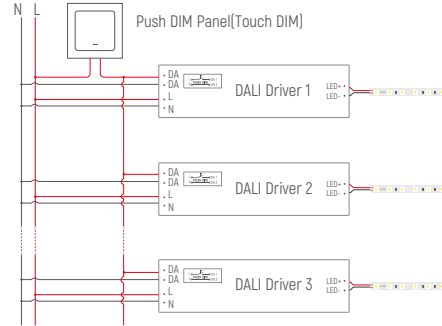 N L
Push DIM Panel(Touch DIM)
DA
DA
L
N
DALI Driver 1
LED+
LED-
DA
DA
L
N
DALI Driver 2
LED+
LED-
DA
DA
L
N
DALI Driver 3
LED+
LED-